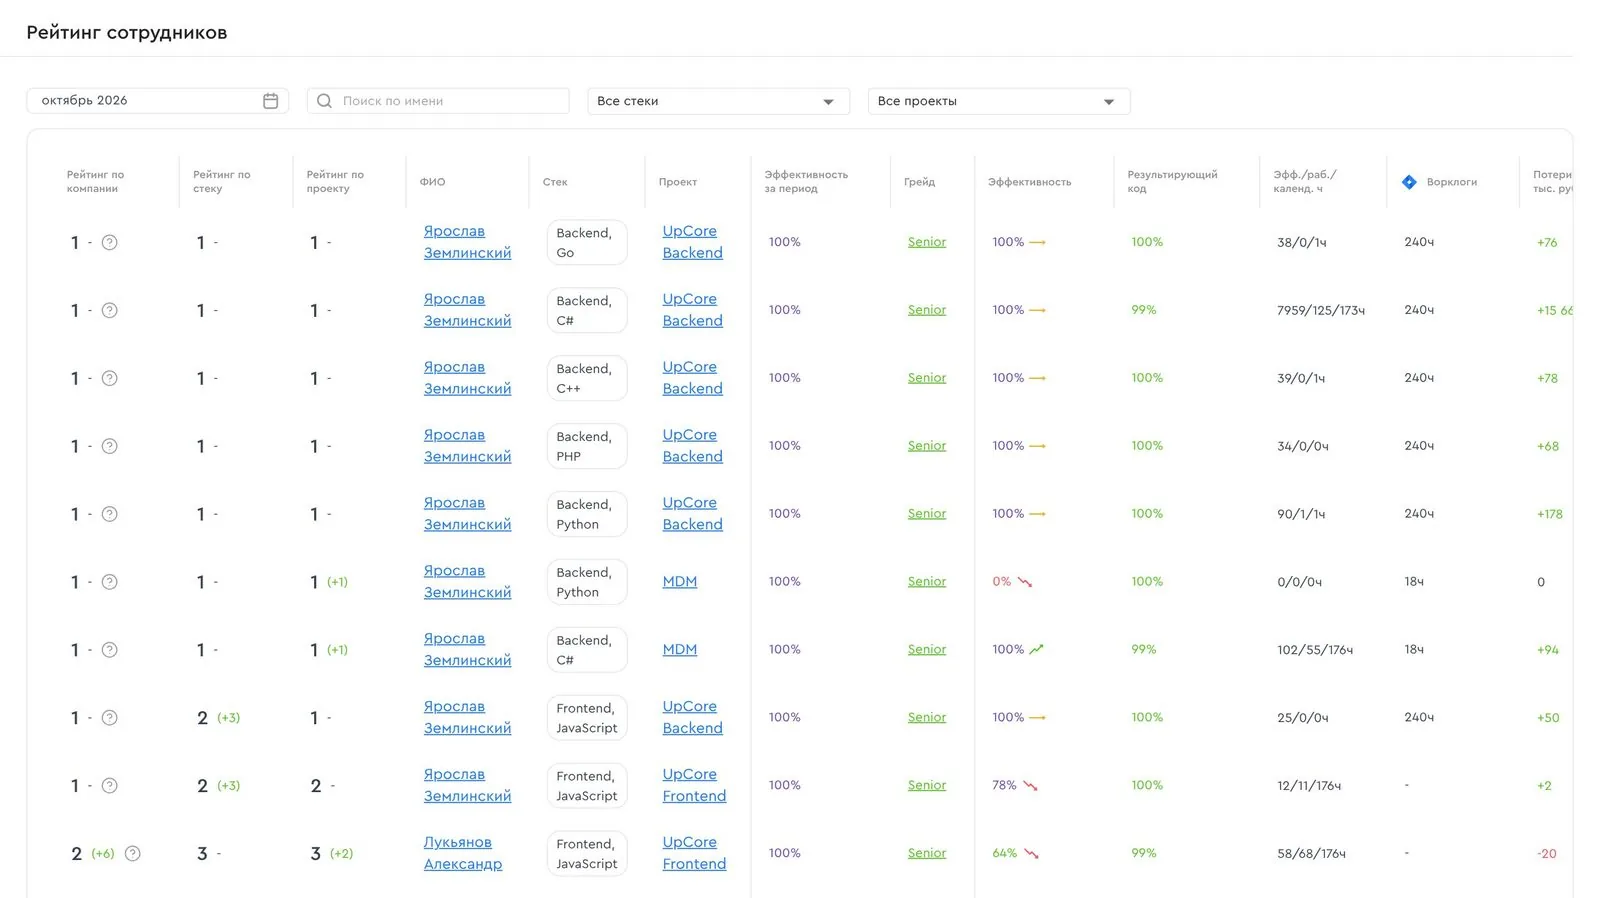 Рейтинг сотрудников
октябрь 2026
Поиск по имени
Все стеки
Все проекты
Рейтинг по компании
Рейтинг по стеку
Рейтинг по проекту
ФИО
Стек
Проект
Эффективность за период
Грейд
Эффективность
Результирующий код
Эфф./раб./календ. ч
Ворклоги
Потери тыс. ру
1 - ? 1 - 1 - Ярослав Землинский Backend, Go UpCore Backend 100% Senior 100% 100% 38/0/1ч 240ч +76
1 - ? 1 - 1 - Ярослав Землинский Backend, C# UpCore Backend 100% Senior 100% 99% 7959/125/173ч 240ч +15 66
1 - ? 1 - 1 - Ярослав Землинский Backend, C++ UpCore Backend 100% Senior 100% 100% 39/0/1ч 240ч +78
1 - ? 1 - 1 - Ярослав Землинский Backend, PHP UpCore Backend 100% Senior 100% 100% 34/0/0ч 240ч +68
1 - ? 1 - 1 - Ярослав Землинский Backend, Python UpCore Backend 100% Senior 100% 100% 90/1/1ч 240ч +178
1 - ? 1 - 1 (+1) Ярослав Землинский Backend, Python MDM 100% Senior 0% 100% 0/0/0ч 18ч 0
1 - ? 1 - 1 (+1) Ярослав Землинский Backend, C# MDM 100% Senior 100% 99% 102/55/176ч 18ч +94
1 - ? 2 (+3) 1 - Ярослав Землинский Frontend, JavaScript UpCore Backend 100% Senior 100% 100% 25/0/0ч 240ч +50
1 - ? 2 (+3) 2 - Ярослав Землинский Frontend, JavaScript UpCore Frontend 100% Senior 78% 100% 12/11/176ч - +2
2 (+6) ? 3 - 3 (+2) Лукьянов Александр Frontend, JavaScript UpCore Frontend 100% Senior 64% 99% 58/68/176ч - -20